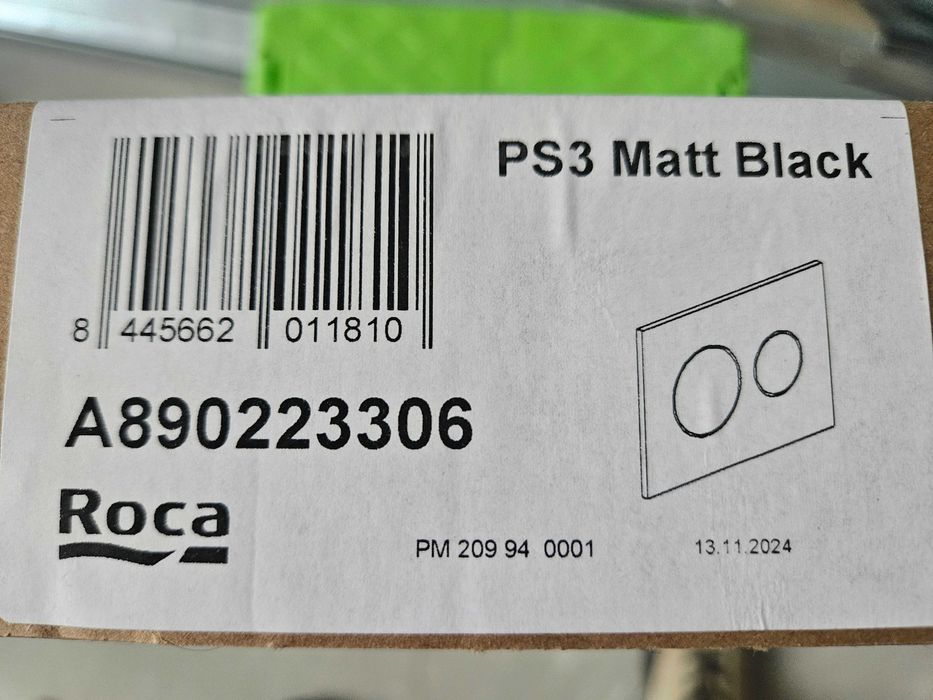 PS3 Matt Black
8 445662 011810
A890223306
Roca
PM 209 94 0001
13.11.2024